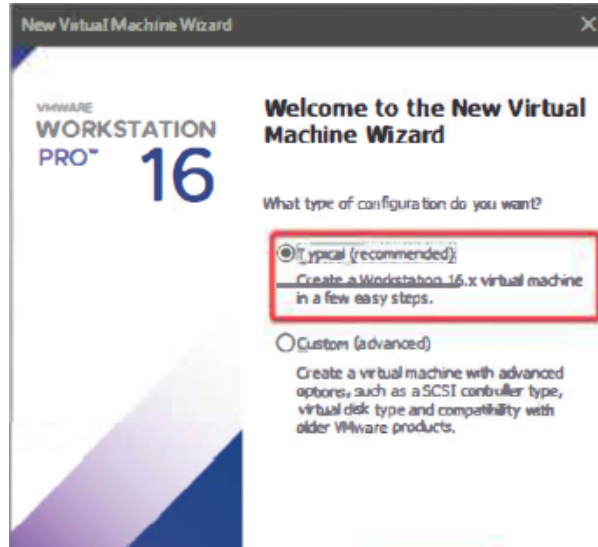 New Virtual Machine Wizard
VMWARE
WORKSTATION
PRO™ 16
Welcome to the New Virtual
Machine Wizard
What type of configuration do you want?
Typical (recommended)
Create a Workstation 16.x virtual machine
in a few easy steps.
Custom (advanced)
Create a virtual machine with advanced
options, such as a SCSI controller type,
virtual disk type and compatibility with
older VMware products.